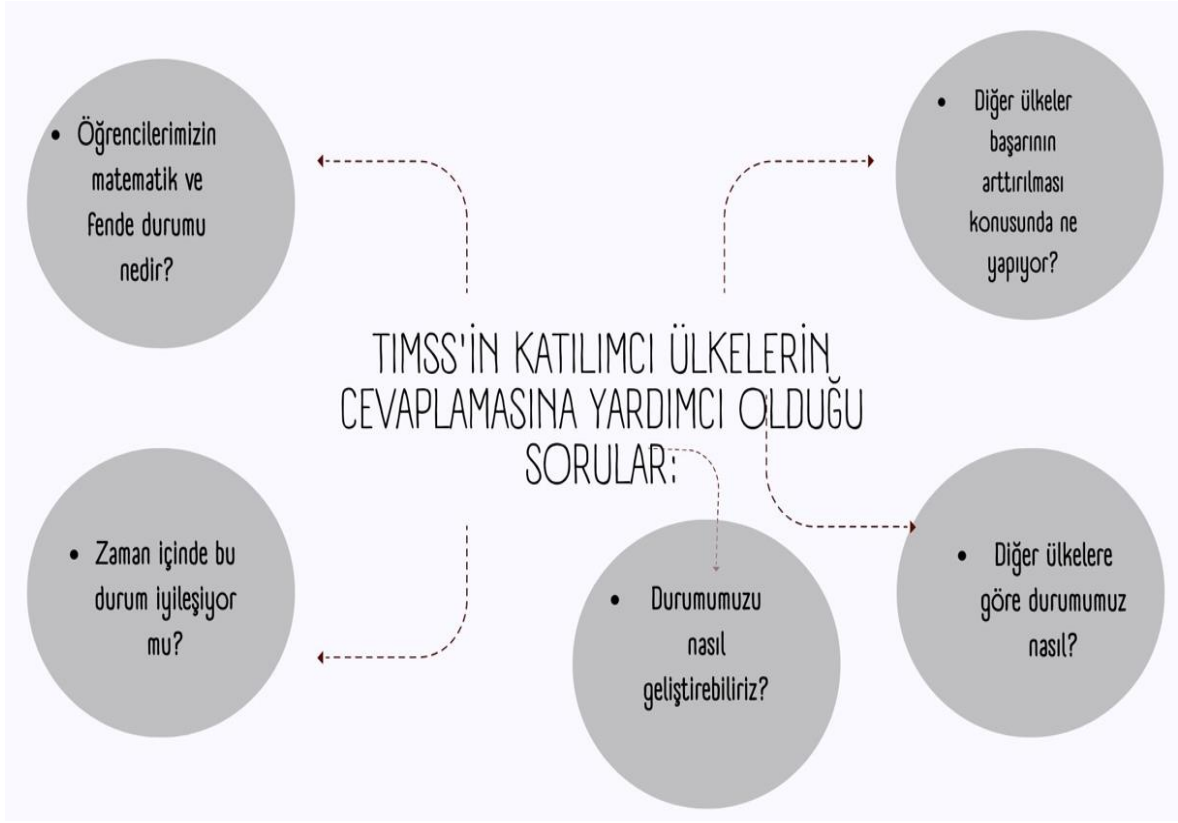 • Öğrencilerimizin
matematik ve
fende durumu
nedir?
• Diğer ülkeler
başarının
arttırılması
konusunda ne
yapıyor?
TIMSS'İN KATILIMCI ÜLKELERİN
CEVAPLAMASINA YARDIMCI OLDUĞU
SORULAR:
• Zaman içinde bu
durum iyileşiyor
mu?
• Durumumuzu
nasıl
geliştirebiliriz?
• Diğer ülkelere
göre durumumuz
nasıl?